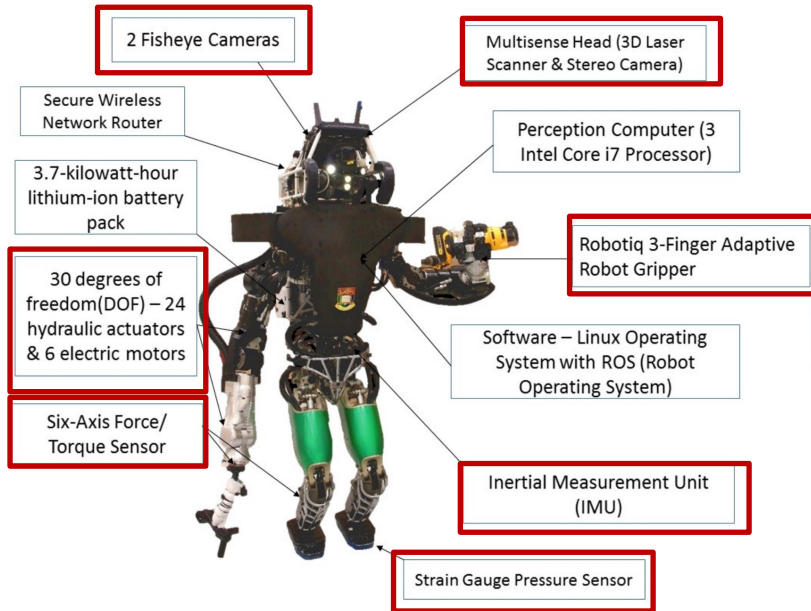 2 Fisheye Cameras
Multisense Head (3D Laser
Scanner & Stereo Camera)
Secure Wireless
Network Router
Perception Computer (3
Intel Core i7 Processor)
3.7-kilowatt-hour
lithium-ion battery
pack
Robotiq 3-Finger Adaptive
Robot Gripper
30 degrees of
freedom(DOF) – 24
hydraulic actuators
& 6 electric motors
Software – Linux Operating
System with ROS (Robot
Operating System)
Six-Axis Force/
Torque Sensor
Inertial Measurement Unit
(IMU)
Strain Gauge Pressure Sensor